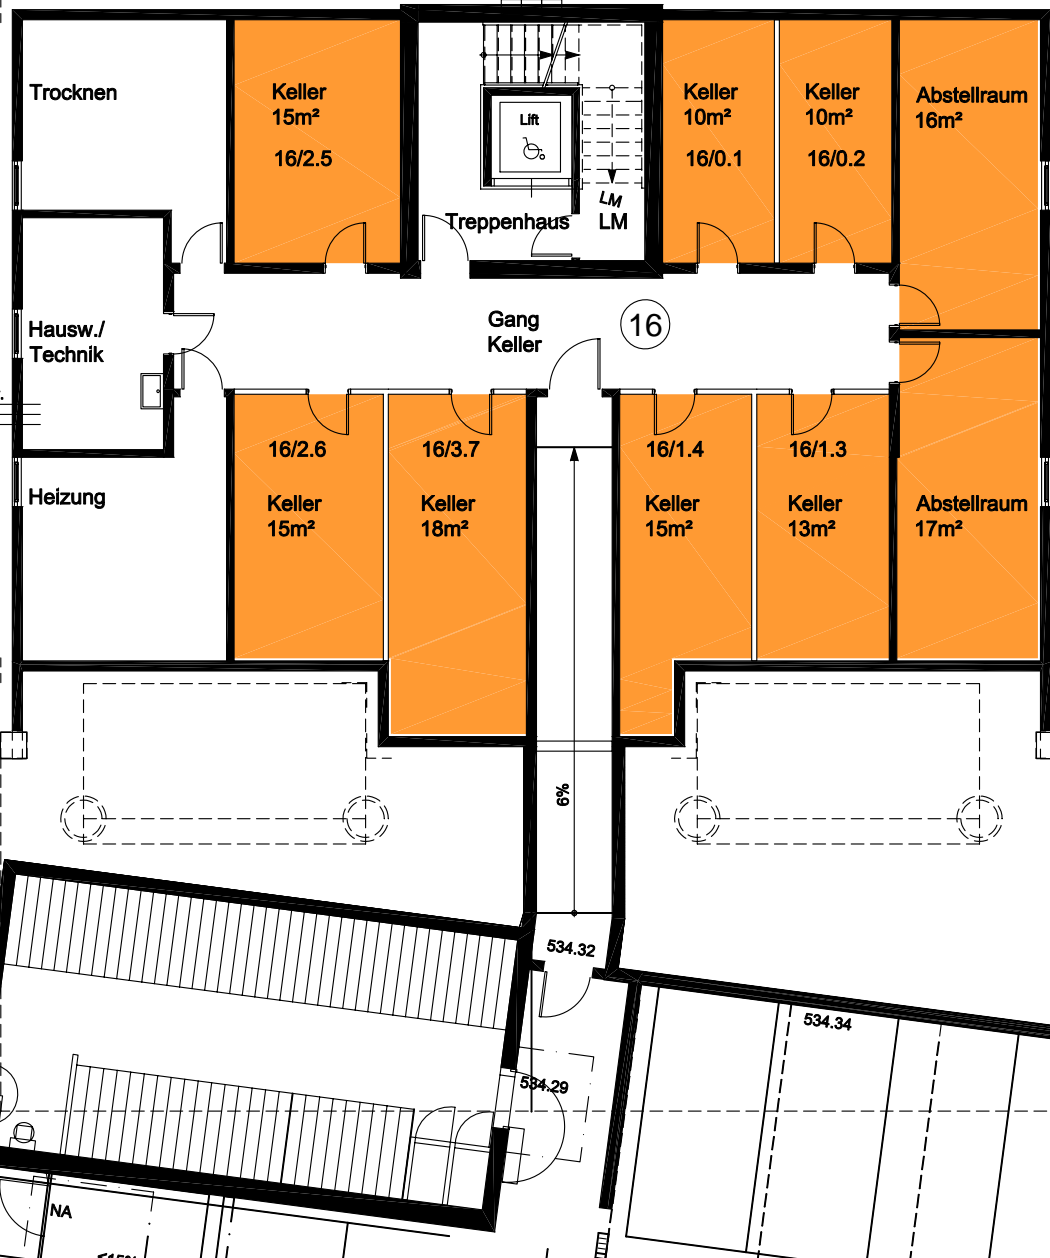 Trocknen
Keller
15m²
16/2.5
Lift
Treppenhaus
LM
LM
Keller
10m²
16/0.1
Keller
10m²
16/0.2
Abstellraum
16m²
Hausw./
Technik
Gang
Keller
16
16/2.6
Keller
15m²
16/3.7
Keller
18m²
16/1.4
Keller
15m²
16/1.3
Keller
13m²
Abstellraum
17m²
Heizung
6%
534.32
534.34
534.29
NA